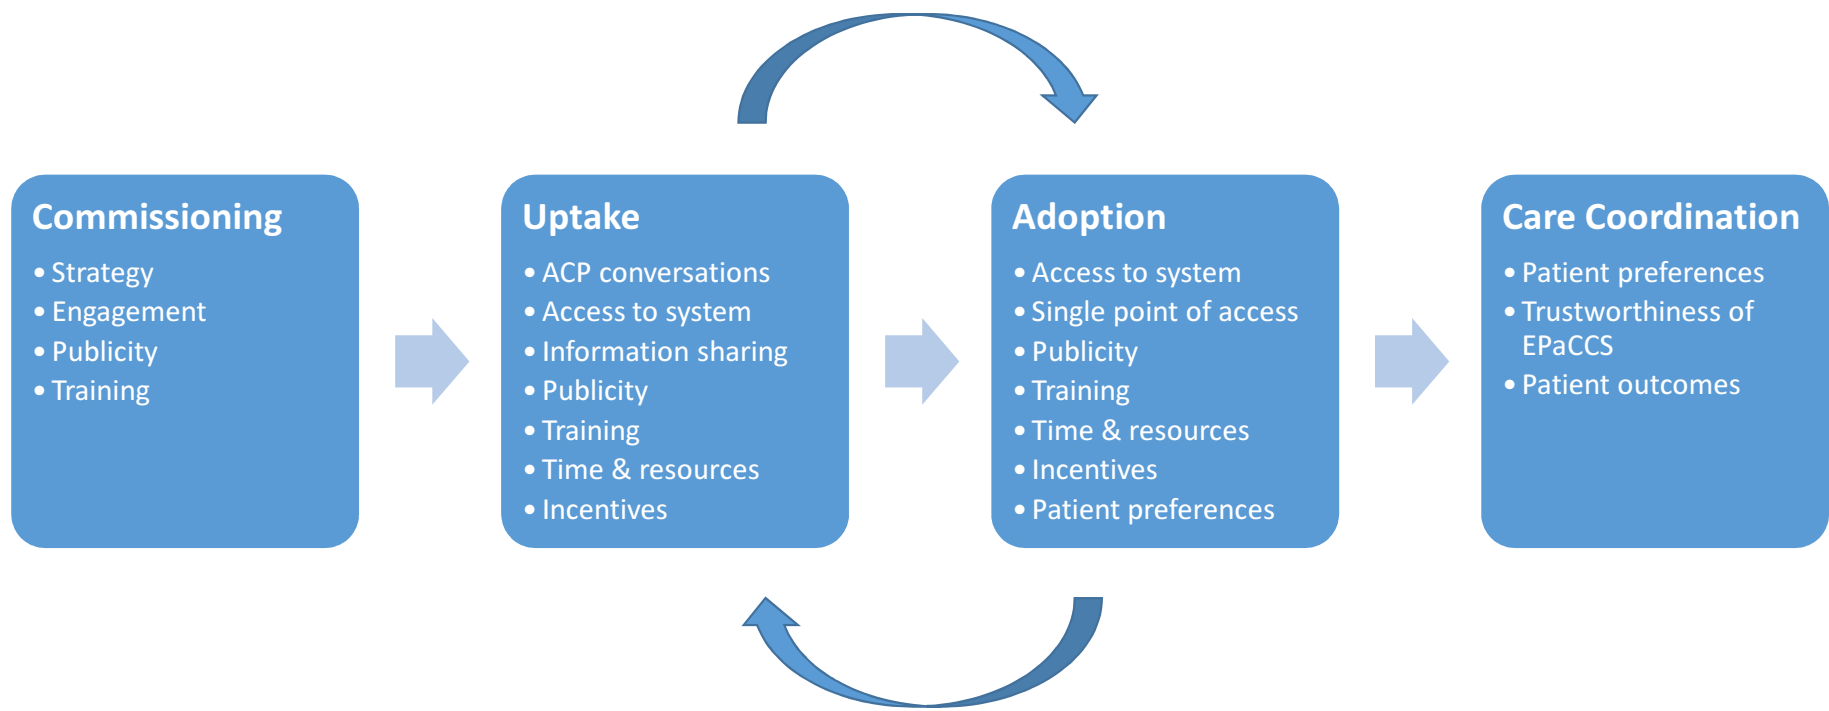 Commissioning
• Strategy
• Engagement
• Publicity
• Training
Uptake
• ACP conversations
• Access to system
• Information sharing
• Publicity
• Training
• Time & resources
• Incentives
Adoption
• Access to system
• Single point of access
• Publicity
• Training
• Time & resources
• Incentives
• Patient preferences
Care Coordination
• Patient preferences
• Trustworthiness of
EPaCCS
• Patient outcomes